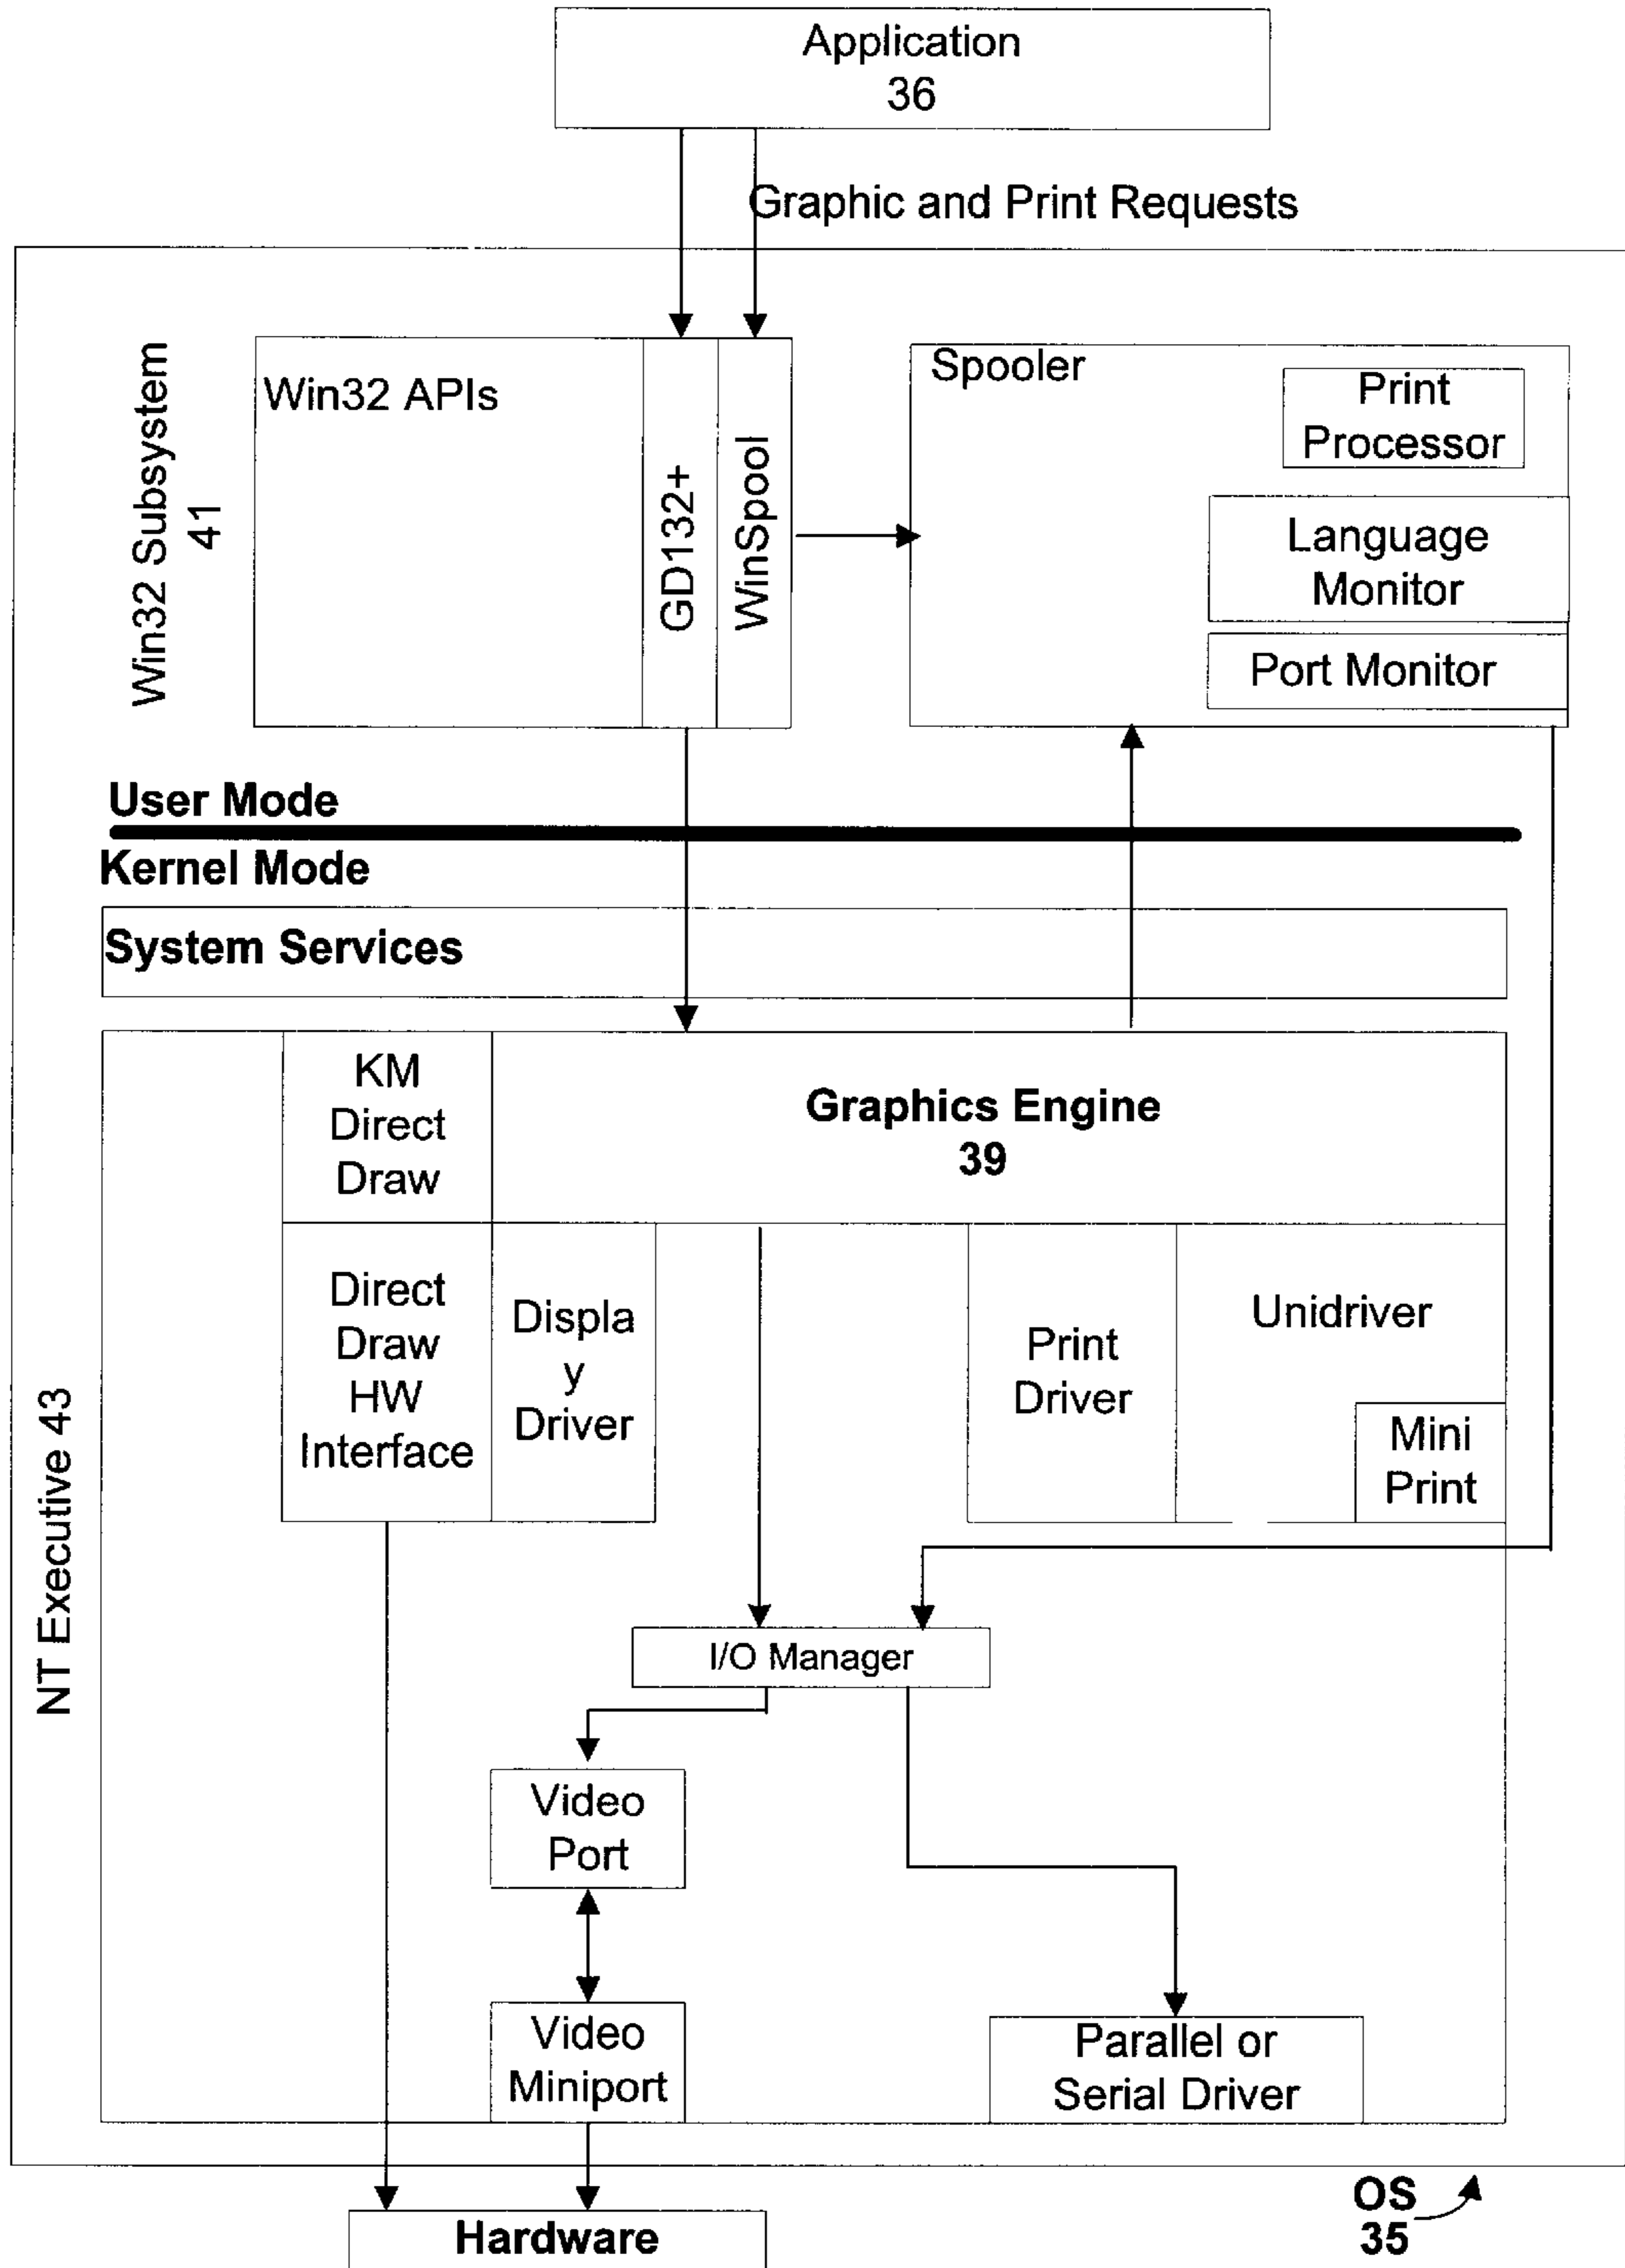 Application
36
Graphic and Print Requests
Win32 Subsystem
41
Win32 APIs
GD132+
WinSpool
Spooler
Print
Processor
Language
Monitor
Port Monitor
User Mode
Kernel Mode
System Services
NT Executive 43
KM
Direct
Draw
Graphics Engine
39
Direct
Draw
HW
Interface
Displa
y
Driver
Print
Driver
Unidriver
Mini
Print
I/O Manager
Video
Port
Video
Miniport
Parallel or
Serial Driver
Hardware
OS
35